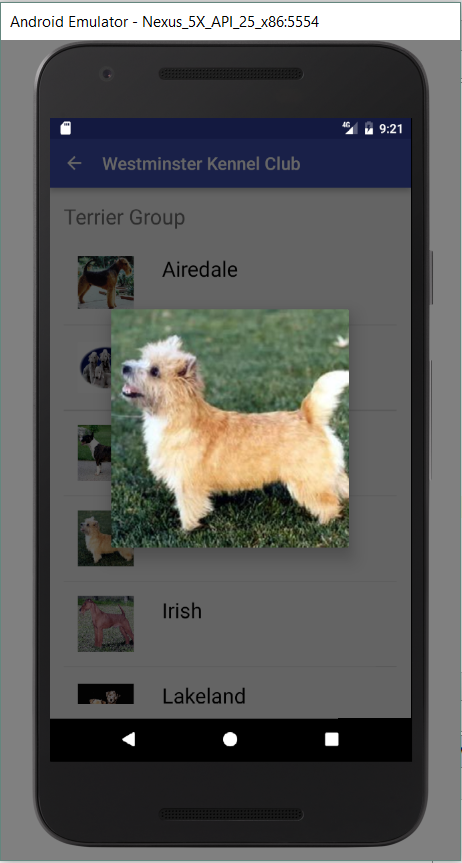 Android Emulator - Nexus_5X_API_25_x86:5554
4G 9:21
Westminster Kennel Club
Terrier Group
Airedale
Irish
Lakeland